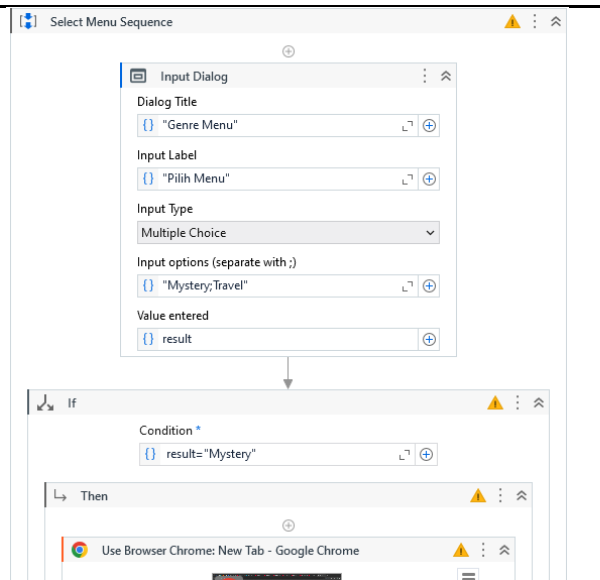 Select Menu Sequence
Input Dialog
Dialog Title
{} "Genre Menu"
Input Label
{} "Pilih Menu"
Input Type
Multiple Choice
Input options (separate with ;)
{} "Mystery;Travel"
Value entered
{} result
If
Condition *
{} result="Mystery"
Then
Use Browser Chrome: New Tab - Google Chrome